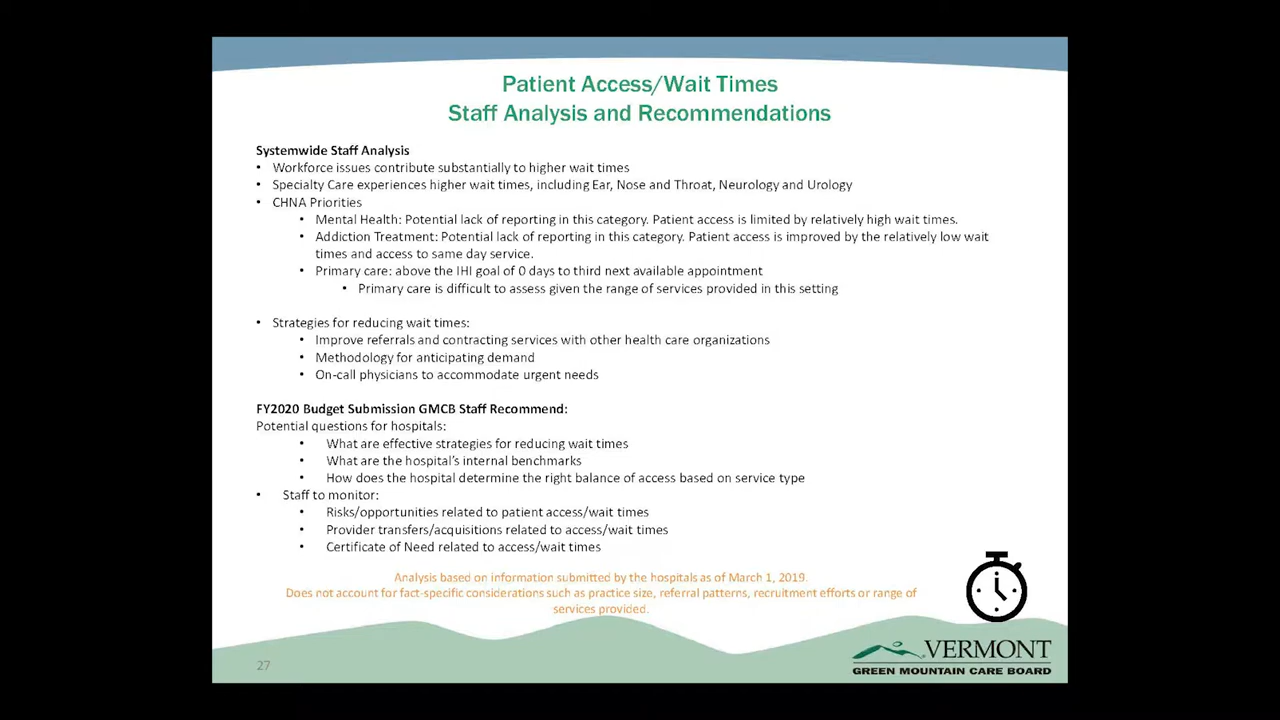 Patient Access/Wait Times
Staff Analysis and Recommendations
Systemwide Staff Analysis
• Workforce issues contribute substantially to higher wait times
• Specialty Care experiences higher wait times, including Ear, Nose and Throat, Neurology and Urology
• CHNA Priorities
• Mental Health: Potential lack of reporting in this category. Patient access is limited by relatively high wait times.
• Addiction Treatment: Potential lack of reporting in this category. Patient access is improved by the relatively low wait
times and access to same day service.
• Primary care: above the IHI goal of 0 days to third next available appointment
• Primary care is difficult to assess given the range of services provided in this setting
• Strategies for reducing wait times:
• Improve referrals and contracting services with other health care organizations
• Methodology for anticipating demand
• On-call physicians to accommodate urgent needs
FY2020 Budget Submission GMCB Staff Recommend:
Potential questions for hospitals:
• What are effective strategies for reducing wait times
• What are the hospital's internal benchmarks
• How does the hospital determine the right balance of access based on service type
• Staff to monitor:
• Risks/opportunities related to patient access/wait times
• Provider transfers/acquisitions related to access/wait times
• Certificate of Need related to access/wait times
Analysis based on information submitted by the hospitals as of March 1, 2019.
Does not account for fact-specific considerations such as practice size, referral patterns, recruitment efforts or range of
services provided.
27
VERMONT
GREEN MOUNTAIN CARE BOARD